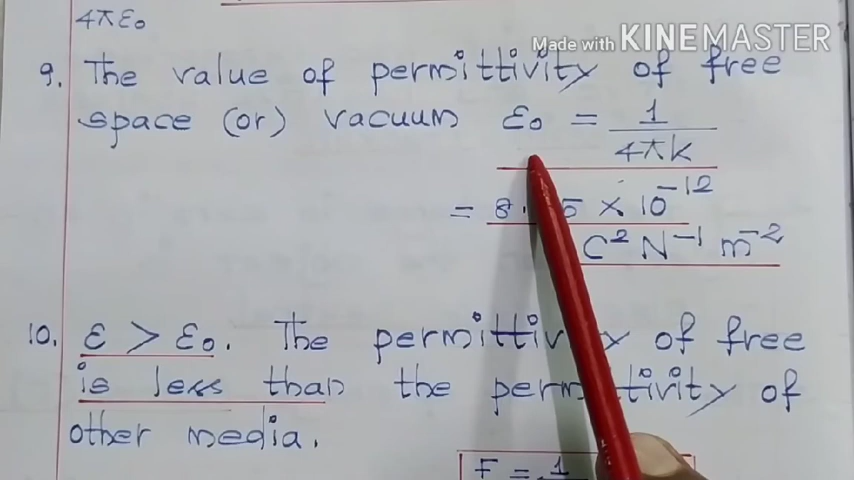 4πε₀
Made with KINEMASTER
9. The value of permittivity of free
space (or) vacuum ε₀ = 1/4πk
= 8. 5 × 10⁻¹²
C² N⁻¹ m⁻²
10. ε > ε₀. The permittiv y of free
is less than the perm ttivity of
other media.
F = 1